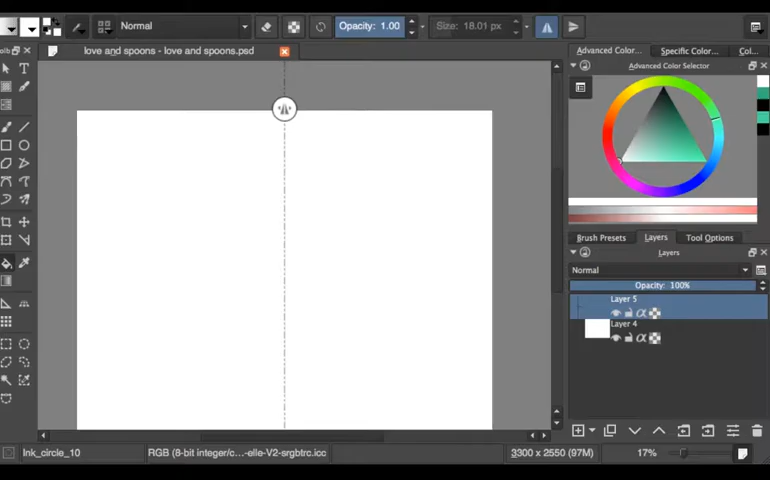 Normal
Opacity: 1.00
Size: 18.01 px
love and spoons - love and spoons.psd
Advanced Color...
Specific Color...
Col...
Advanced Color Selector
Brush Presets
Layers
Tool Options
Layers
Normal
Opacity: 100%
Layer 5
Layer 4
Ink_circle_10
RGB (8-bit integer/c...-elle-V2-srgbtrc.icc
3300 x 2550 (97M)
17%